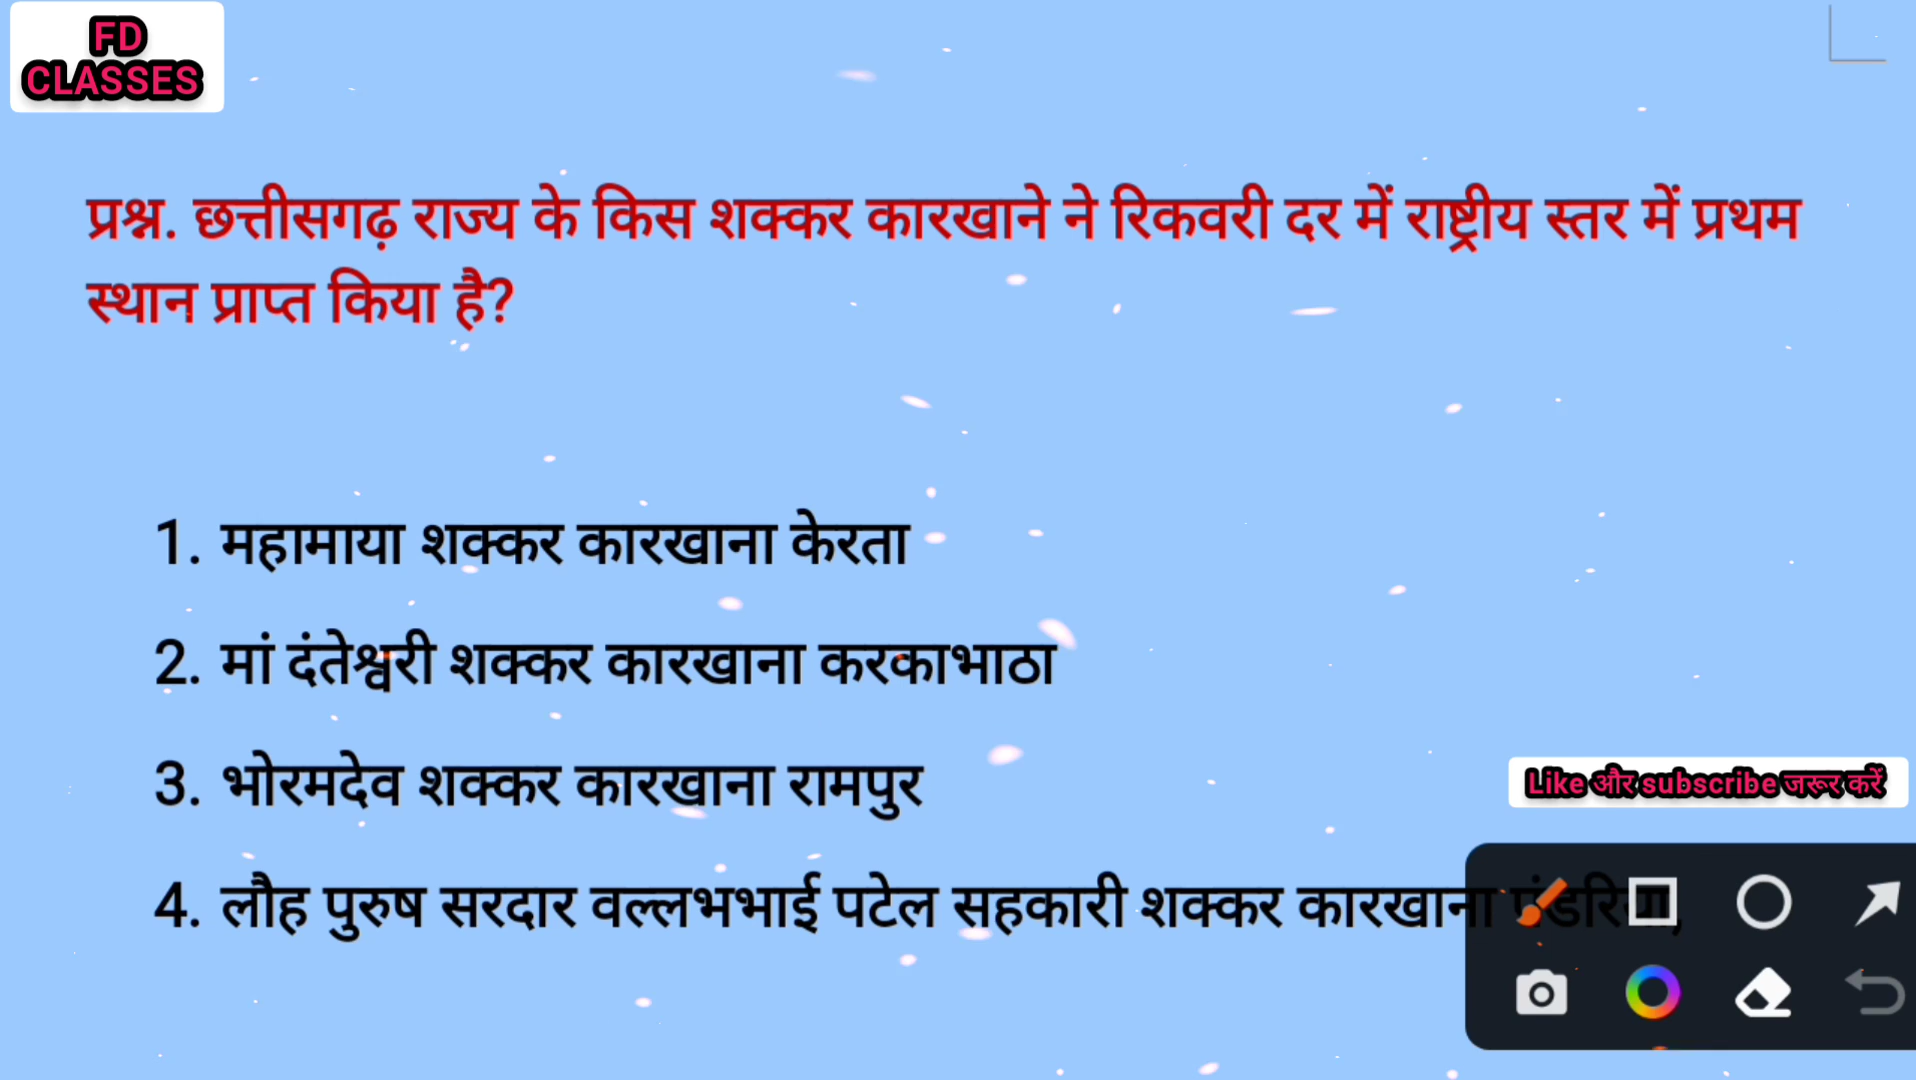 FD
CLASSES
प्रश्न. छत्तीसगढ़ राज्य के किस शक्कर कारखाने ने रिकवरी दर में राष्ट्रीय स्तर में प्रथम
स्थान प्राप्त किया है?
1. महामाया शक्कर कारखाना केरता
2. मां दंतेश्वरी शक्कर कारखाना करकाभाठा
3. भोरमदेव शक्कर कारखाना रामपुर
4. लौह पुरुष सरदार वल्लभभाई पटेल सहकारी शक्कर कारखाना
Like और subscribe जरूर करें